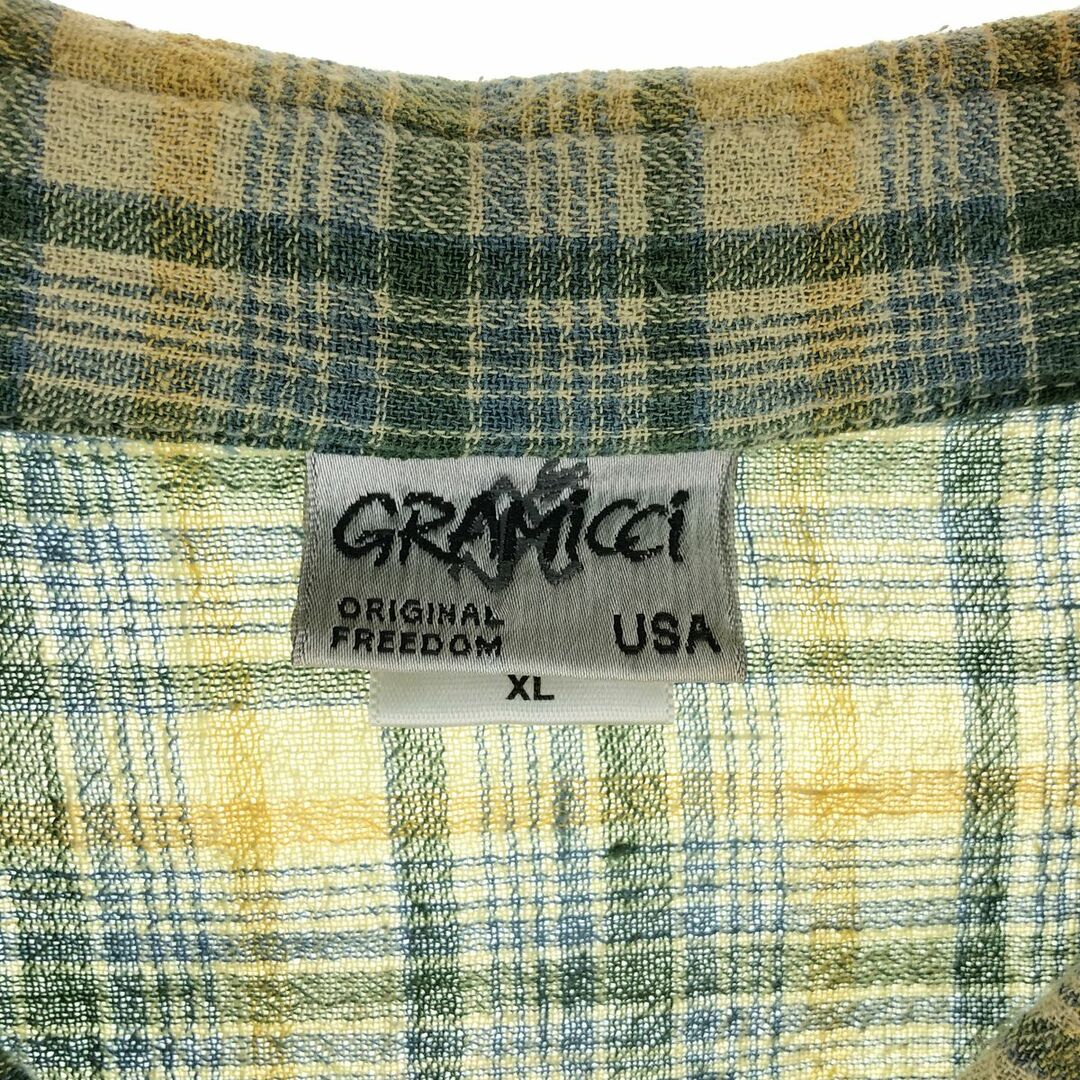 GRAMICCI
ORIGINAL
FREEDOM
USA
XL